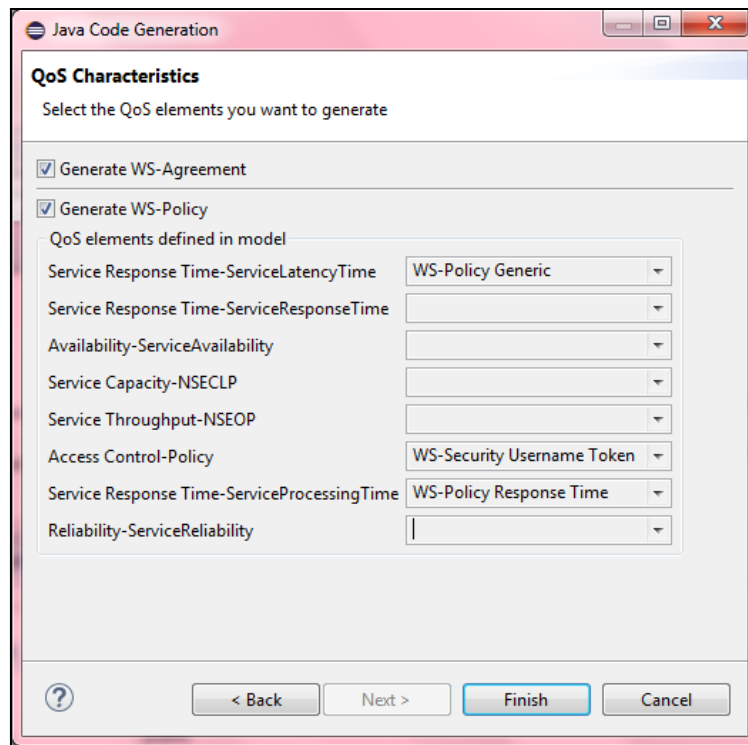 Java Code Generation
QoS Characteristics
Select the QoS elements you want to generate
Generate WS-Agreement
Generate WS-Policy
QoS elements defined in model
Service Response Time-ServiceLatencyTime WS-Policy Generic
Service Response Time-ServiceResponseTime
Availability-ServiceAvailability
Service Capacity-NSECLP
Service Throughput-NSEOP
Access Control-Policy WS-Security Username Token
Service Response Time-ServiceProcessingTime WS-Policy Response Time
Reliability-ServiceReliability
? < Back Next > Finish Cancel